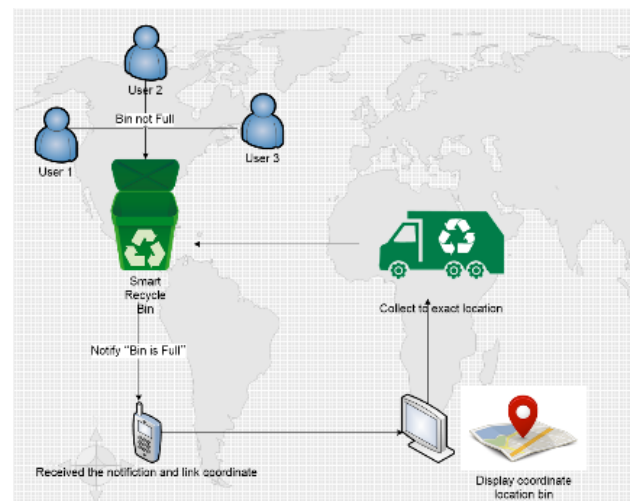 User 2
Bin not Full
User 1
User 3
Smart
Recycle
Bin
Collect to exact location
Notify “Bin is Full”
Received the notifiction and link coordinate
Display coordinate
location bin